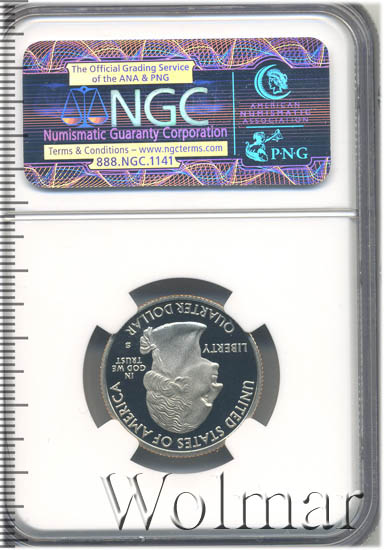 The Official Grading Service
of the ANA & PNG
NGC
Numismatic Guaranty Corporation
Terms & Conditions – www.ngcterms.com
888.NGC.1141
AMERICAN
NUMISMATIC
ASSOCIATION
P·N·G
UNITED STATES OF AMERICA
LIBERTY
IN
GOD WE
TRUST
S
QUARTER DOLLAR
Wolmar